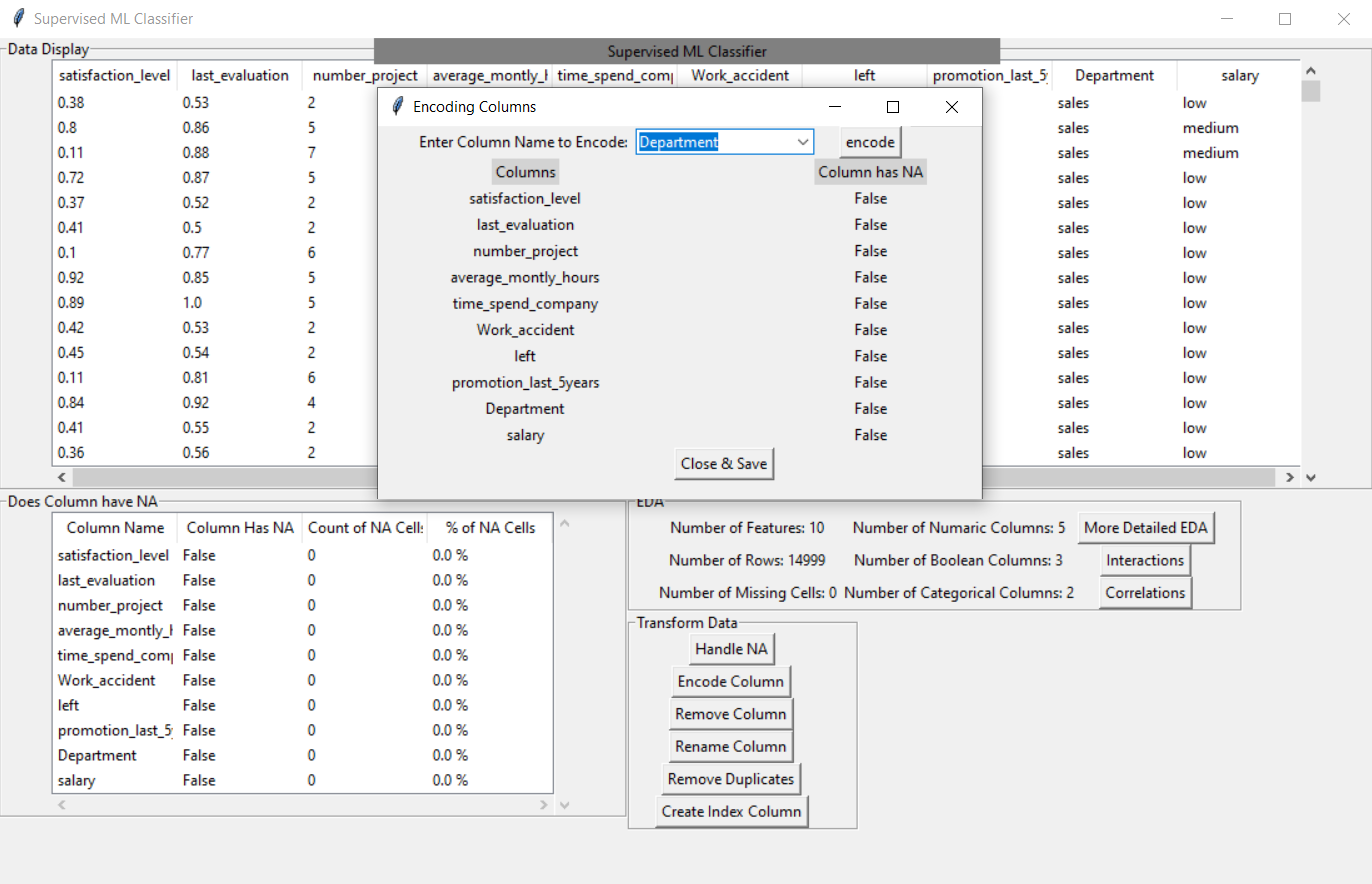 Supervised ML Classifier
Data Display
Supervised ML Classifier
satisfaction_level last_evaluation number_project average_montly_h time_spend_comp Work_accident left promotion_last_5y Department salary
0.38 0.53 2 sales low
0.8 0.86 5 sales medium
0.11 0.88 7 sales medium
0.72 0.87 5 sales low
0.37 0.52 2 sales low
0.41 0.5 2 sales low
0.1 0.77 6 sales low
0.92 0.85 5 sales low
0.89 1.0 5 sales low
0.42 0.53 2 sales low
0.45 0.54 2 sales low
0.11 0.81 6 sales low
0.84 0.92 4 sales low
0.41 0.55 2 sales low
0.36 0.56 2 sales low
Encoding Columns
Enter Column Name to Encode: Department encode
Columns Column has NA
satisfaction_level False
last_evaluation False
number_project False
average_montly_hours False
time_spend_company False
Work_accident False
left False
promotion_last_5years False
Department False
salary False
Close & Save
Does Column have NA
Column Name Column Has NA Count of NA Cells % of NA Cells
satisfaction_level False 0 0.0 %
last_evaluation False 0 0.0 %
number_project False 0 0.0 %
average_montly_h False 0 0.0 %
time_spend_comp False 0 0.0 %
Work_accident False 0 0.0 %
left False 0 0.0 %
promotion_last_5y False 0 0.0 %
Department False 0 0.0 %
salary False 0 0.0 %
EDA
Number of Features: 10 Number of Numaric Columns: 5 More Detailed EDA
Number of Rows: 14999 Number of Boolean Columns: 3 Interactions
Number of Missing Cells: 0 Number of Categorical Columns: 2 Correlations
Transform Data
Handle NA
Encode Column
Remove Column
Rename Column
Remove Duplicates
Create Index Column